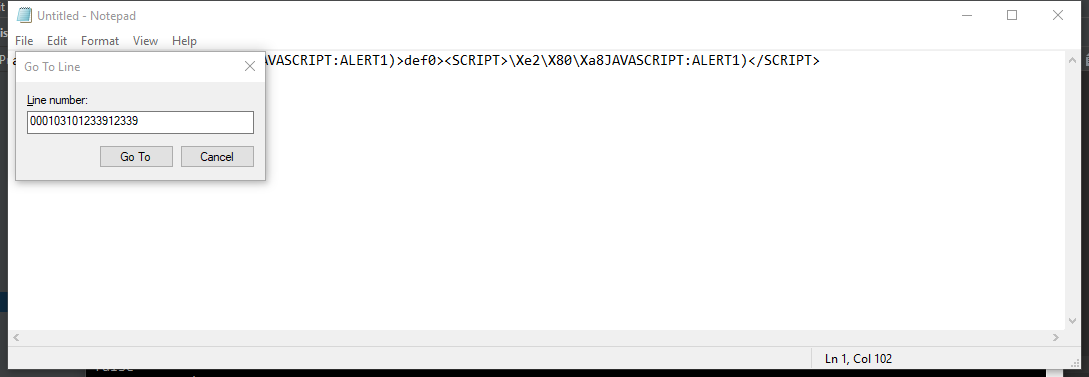 Untitled - Notepad
File Edit Format View Help
AVASCRIPT:ALERT1)>def0><SCRIPT>\Xe2\X80\Xa8JAVASCRIPT:ALERT1)</SCRIPT>
Go To Line
Line number:
000103101233912339
Go To Cancel
Ln 1, Col 102